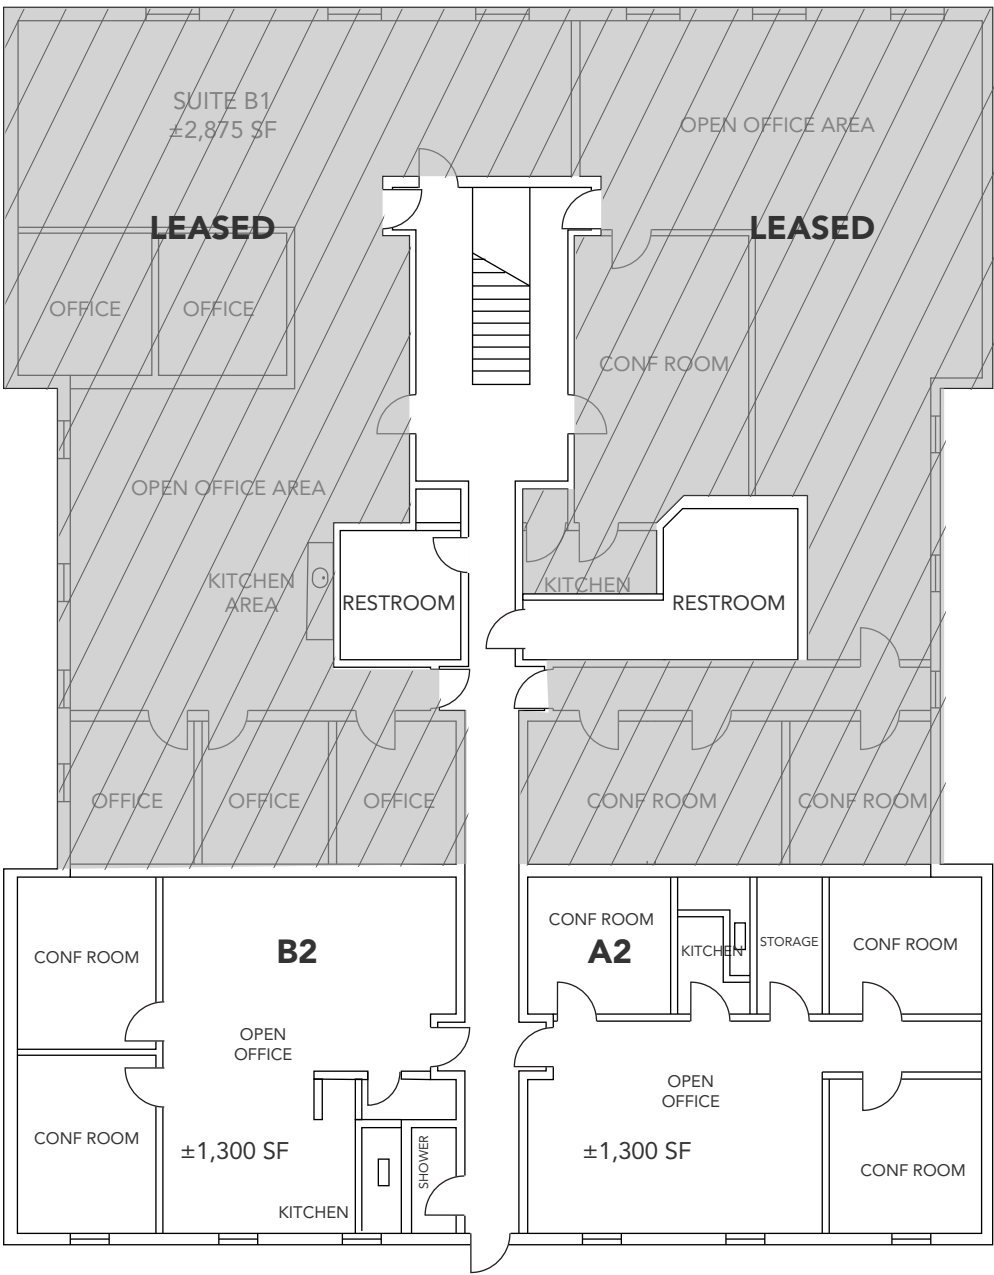 SUITE B1
±2,875 SF
OPEN OFFICE AREA
LEASED
LEASED
OFFICE
OFFICE
CONF ROOM
OPEN OFFICE AREA
KITCHEN
AREA
RESTROOM
KITCHEN
RESTROOM
OFFICE
OFFICE
OFFICE
CONF ROOM
CONF ROOM
CONF ROOM
B2
OPEN
OFFICE
CONF ROOM
±1,300 SF
KITCHEN
SHOWER
CONF ROOM
A2
KITCHEN
STORAGE
CONF ROOM
OPEN
OFFICE
±1,300 SF
CONF ROOM